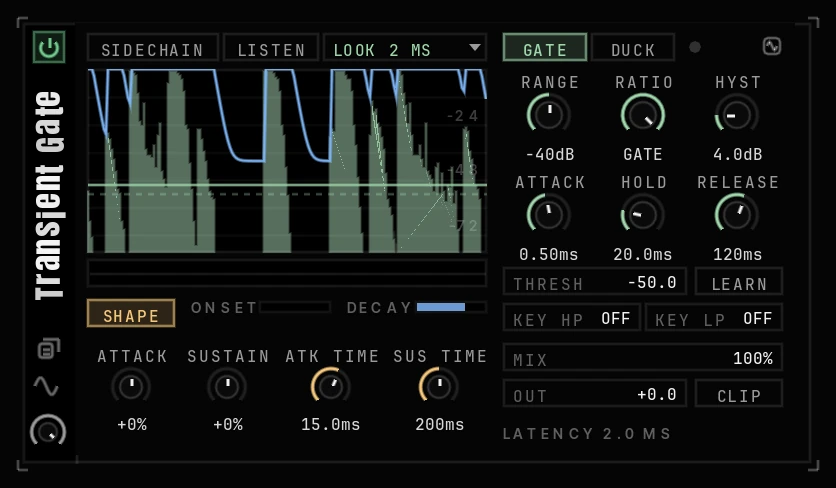 Transient Gate
SIDECHAIN LISTEN LOOK 2 MS
-24
-48
-72
SHAPE ONSET DECAY
ATTACK SUSTAIN ATK TIME SUS TIME
+0% +0% 15.0ms 200ms
GATE DUCK
RANGE RATIO HYST
-40dB GATE 4.0dB
ATTACK HOLD RELEASE
0.50ms 20.0ms 120ms
THRESH -50.0 LEARN
KEY HP OFF KEY LP OFF
MIX 100%
OUT +0.0 CLIP
LATENCY 2.0 MS